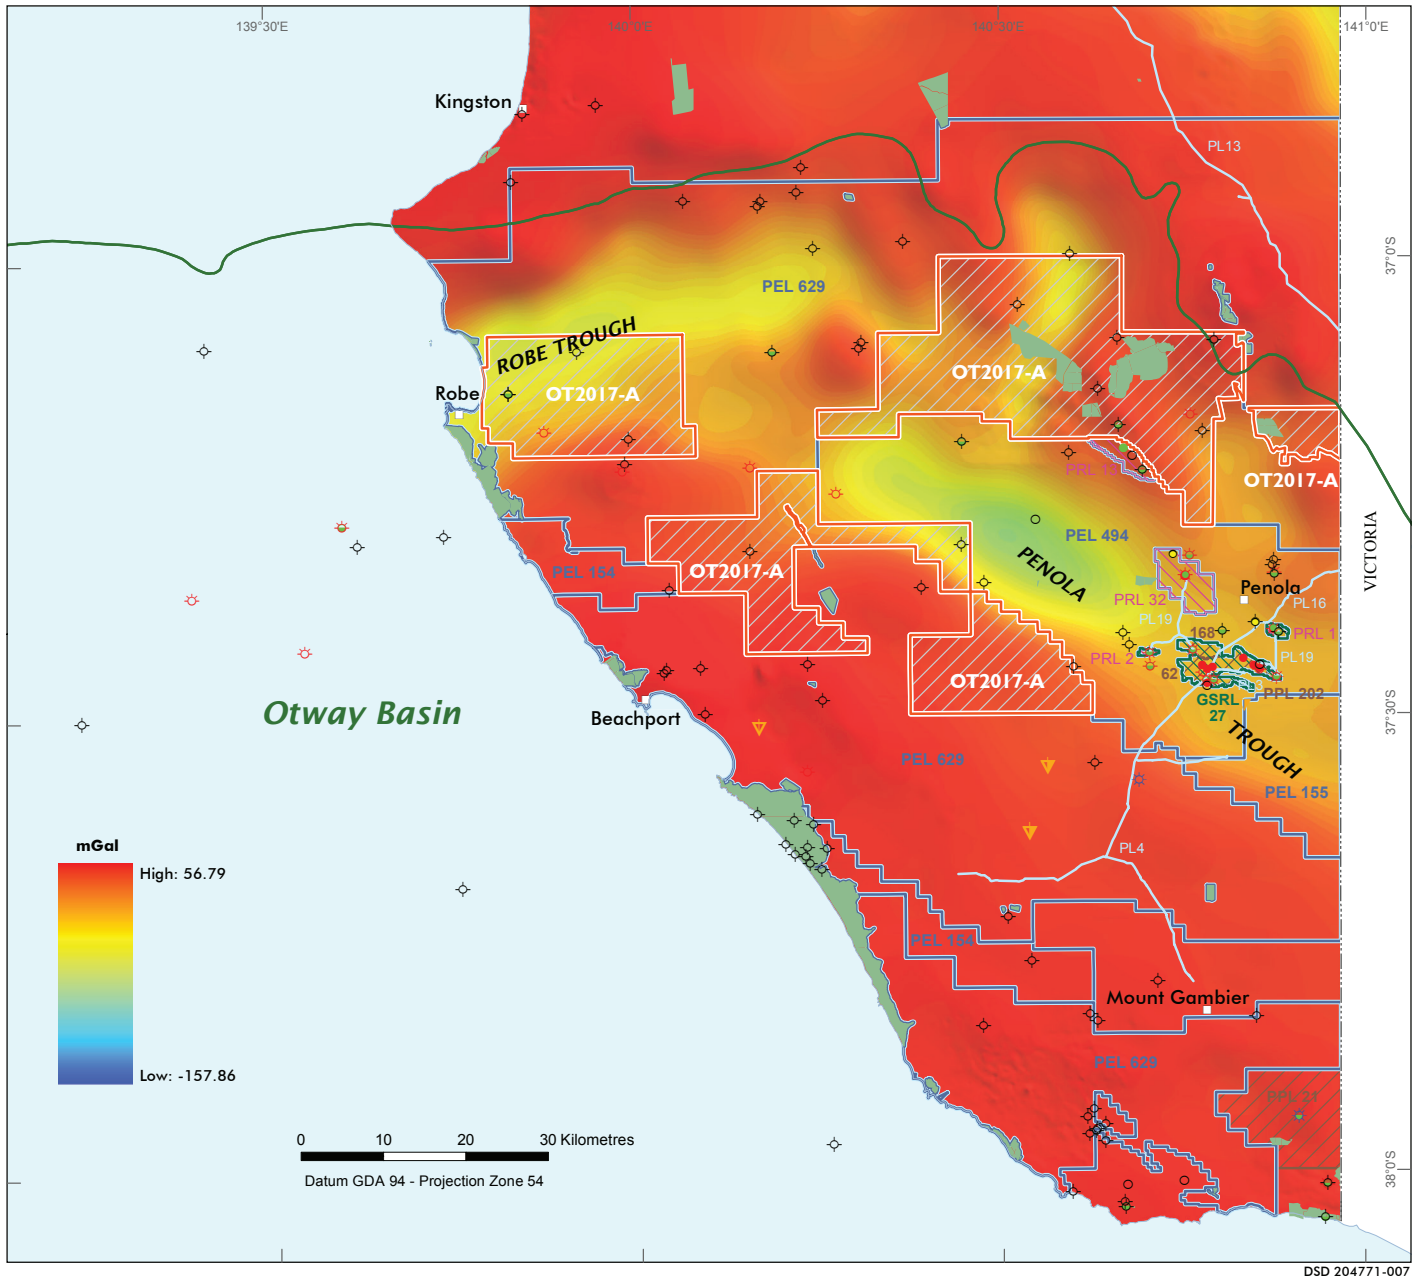 139°30'E
140°0'E
140°30'E
141°0'E
Kingston
PL13
37°0'S
PEL 629
ROBE TROUGH
OT2017-A
OT2017-A
Robe
PRL 13
OT2017-A
PEL 494
VICTORIA
PENOLA
OT2017-A
PEL 154
Penola
PRL 32
PL16
PL19
168
PRL 1
PRL 2
PL19
62
OT2017-A
PPL 202
GSRL
27
Otway Basin
Beachport
37°30'S
TROUGH
PEL 629
PEL 155
mGal
High: 56.79
PL4
PEL 154
Mount Gambier
Low: -157.86
PEL 629
PPL 21
0 10 20 30 Kilometres
Datum GDA 94 - Projection Zone 54
38°0'S
DSD 204771-007